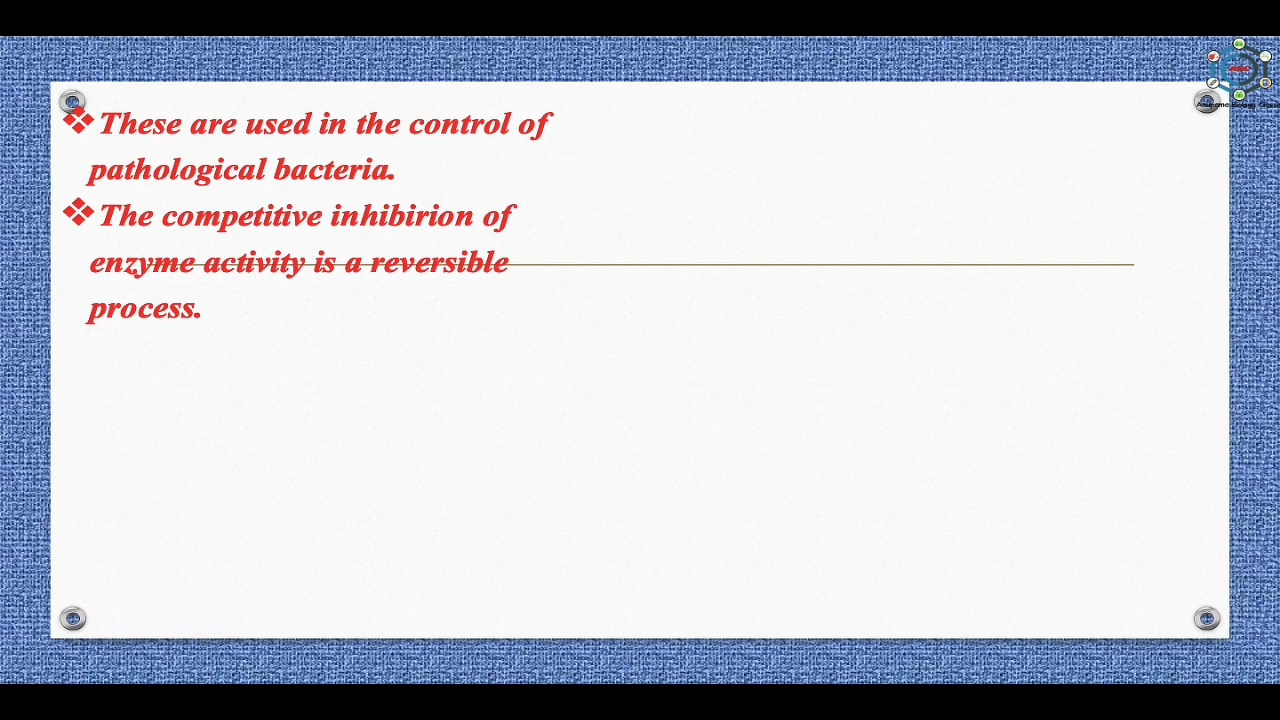 These are used in the control of
pathological bacteria.
The competitive inhibirion of
enzyme activity is a reversible
process.